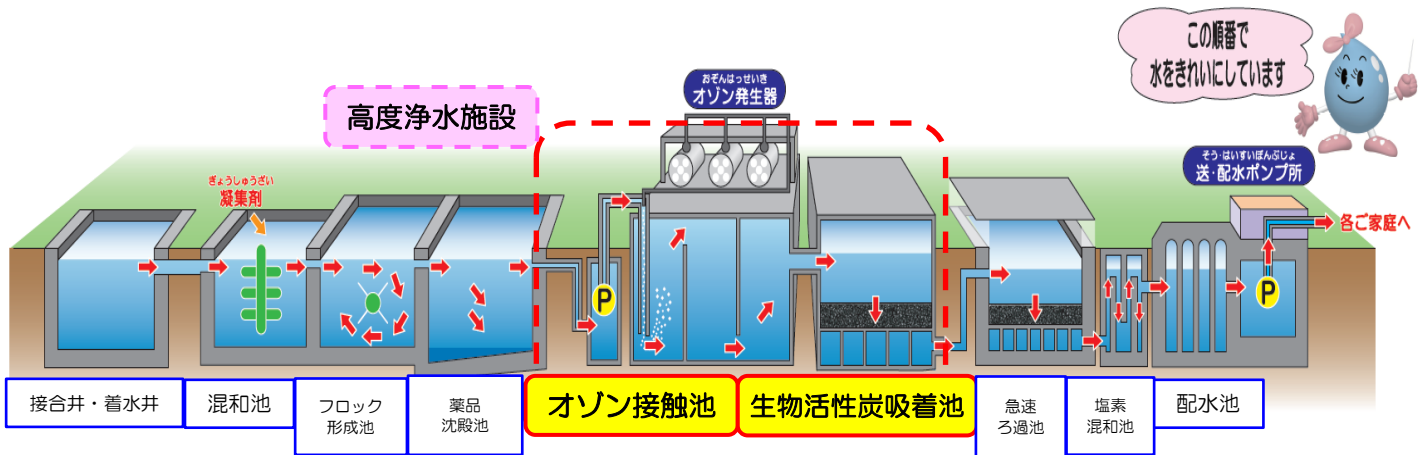 この順番で
水をきれいにしています
おぞんはっせいき
オゾン発生器
高度浄水施設
そう・はいすいぽんぷじょ
送・配水ポンプ所
ぎょうしゅうざい
凝集剤
各ご家庭へ
P
P
接合井・着水井
混和池
フロック
形成池
薬品
沈殿池
オゾン接触池
生物活性炭吸着池
急速
ろ過池
塩素
混和池
配水池